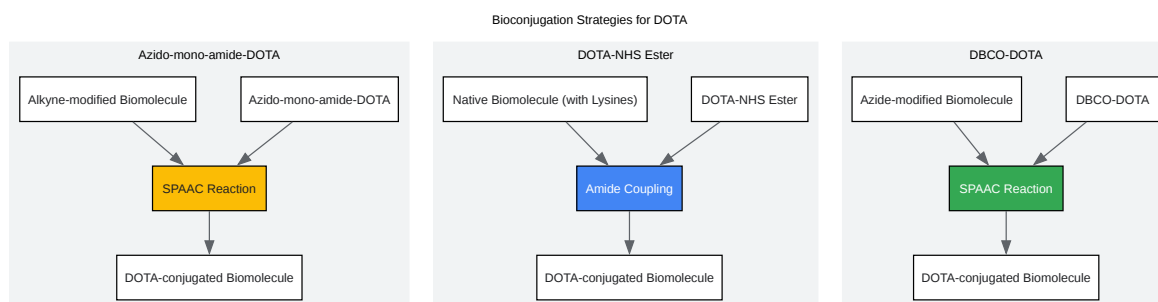 Bioconjugation Strategies for DOTA
Azido-mono-amide-DOTA
Alkyne-modified Biomolecule
Azido-mono-amide-DOTA
SPAAC Reaction
DOTA-conjugated Biomolecule
DOTA-NHS Ester
Native Biomolecule (with Lysines)
DOTA-NHS Ester
Amide Coupling
DOTA-conjugated Biomolecule
DBCO-DOTA
Azide-modified Biomolecule
DBCO-DOTA
SPAAC Reaction
DOTA-conjugated Biomolecule